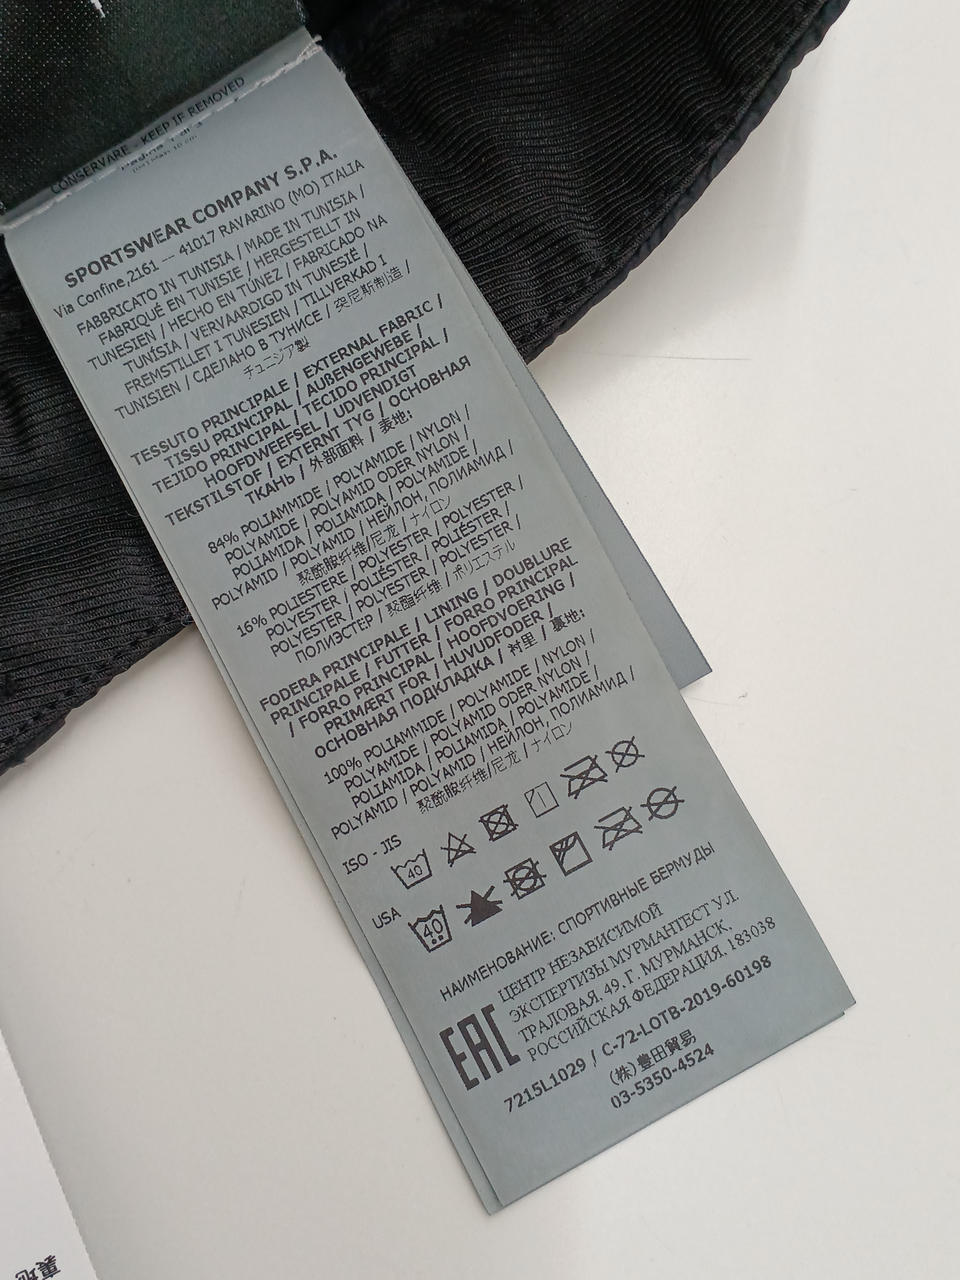 CONSERVARE - KEEP IF REMOVED
SPORTSWEAR COMPANY S.P.A.
Via Confine,2161 — 41017 RAVARINO (MO) ITALIA
FABBRICATO IN TUNISIA / MADE IN TUNISIA /
FABRIQUÉ EN TUNISIE / HERGESTELLT IN
TUNESIEN / HECHO EN TÚNEZ / FABRICADO NA
TUNÍSIA / VERVAARDIGD IN TUNESIË /
FREMSTILLET I TUNESIEN / TILLVERKAD I
TUNISIEN / СДЕЛАНО В ТУНИСЕ / 突尼斯制造 /
チュニジア製
TESSUTO PRINCIPALE / EXTERNAL FABRIC /
TISSU PRINCIPAL / AUßENGEWEBE /
TEJIDO PRINCIPAL / TECIDO PRINCIPAL /
HOOFDWEEFSEL / UDVENDIGT
TEKSTILSTOF / EXTERNT TYG / ОСНОВНАЯ
ТКАНЬ / 外部面料 / 表地:
84% POLIAMMIDE / POLYAMIDE / NYLON /
POLYAMIDE / POLYAMID ODER NYLON /
POLIAMIDA / POLIAMIDA / POLYAMIDE /
POLYAMID / POLYAMID / НЕЙЛОН, ПОЛИАМИД /
聚酰胺纤维/尼龙 / ナイロン
16% POLIESTERE / POLYESTER / POLYESTER /
POLYESTER / POLIÉSTER / POLIÉSTER /
POLYESTER / POLYESTER / POLYESTER /
ПОЛИЭСТЕР / 聚酯纤维 / ポリエステル
FODERA PRINCIPALE / LINING / DOUBLURE
PRINCIPALE / FUTTER / FORRO PRINCIPAL
/ FORRO PRINCIPAL / HOOFDVOERING /
PRIMÆRT FOR / HUVUDFODER /
ОСНОВНАЯ ПОДКЛАДКА / 衬里 / 裏地:
100% POLIAMMIDE / POLYAMIDE / NYLON /
POLYAMIDE / POLYAMID ODER NYLON /
POLIAMIDA / POLIAMIDA / POLYAMIDE /
POLYAMID / POLYAMID / НЕЙЛОН, ПОЛИАМИД /
聚酰胺纤维/尼龙 / ナイロン
ISO - JIS
40
USA
40
НАИМЕНОВАНИЕ: СПОРТИВНЫЕ БЕРМУДЫ
ЦЕНТР НЕЗАВИСИМОЙ
ЭКСПЕРТИЗЫ МУРМАНТЕСТ УЛ.
ТРАЛОВАЯ. 49, Г. МУРМАНСК,
РОССИЙСКАЯ ФЕДЕРАЦИЯ, 183038
EAC
7215L1029 / C-72-LOTB-2019-60198
(株)豊田貿易
03-5350-4524
裏地